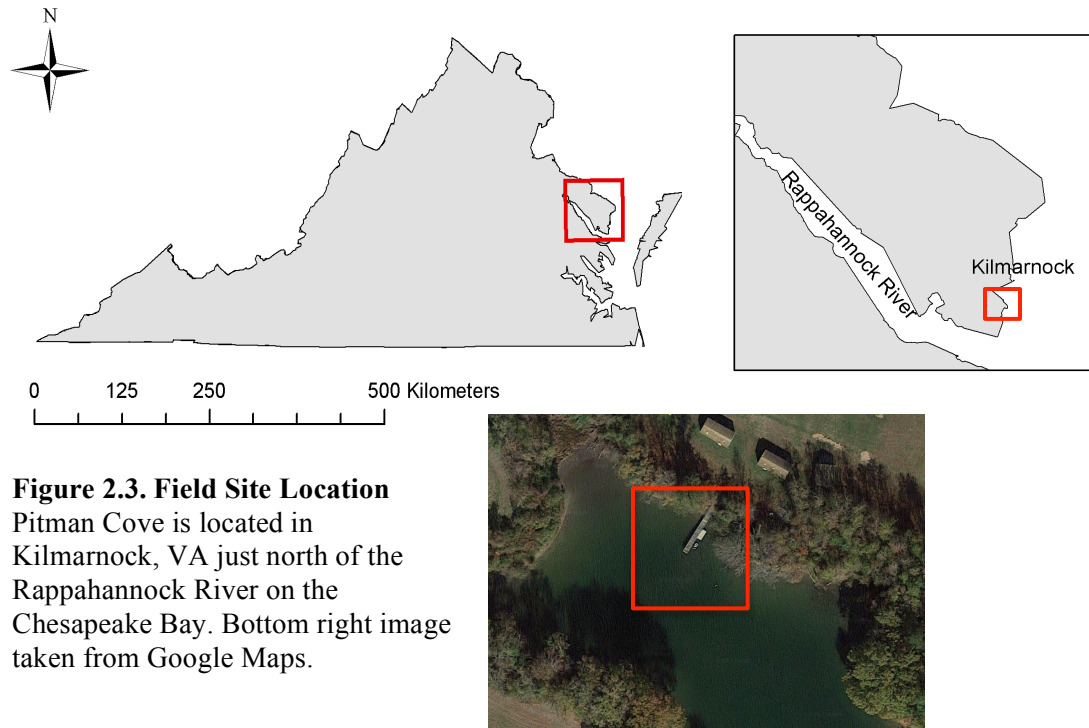 N
Rappahannock River
Kilmarnock
0 125 250 500 Kilometers
Figure 2.3. Field Site Location
Pitman Cove is located in
Kilmarnock, VA just north of the
Rappahannock River on the
Chesapeake Bay. Bottom right image
taken from Google Maps.